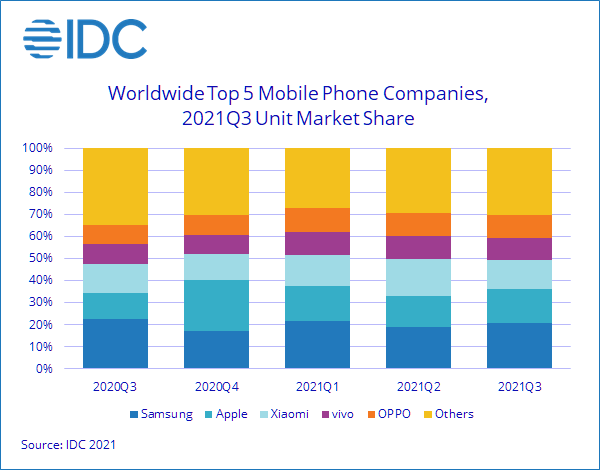 IDC
Worldwide Top 5 Mobile Phone Companies,
2021Q3 Unit Market Share
100%
90%
80%
70%
60%
50%
40%
30%
20%
10%
0%
2020Q3 2020Q4 2021Q1 2021Q2 2021Q3
Samsung Apple Xiaomi vivo OPPO Others
Source: IDC 2021